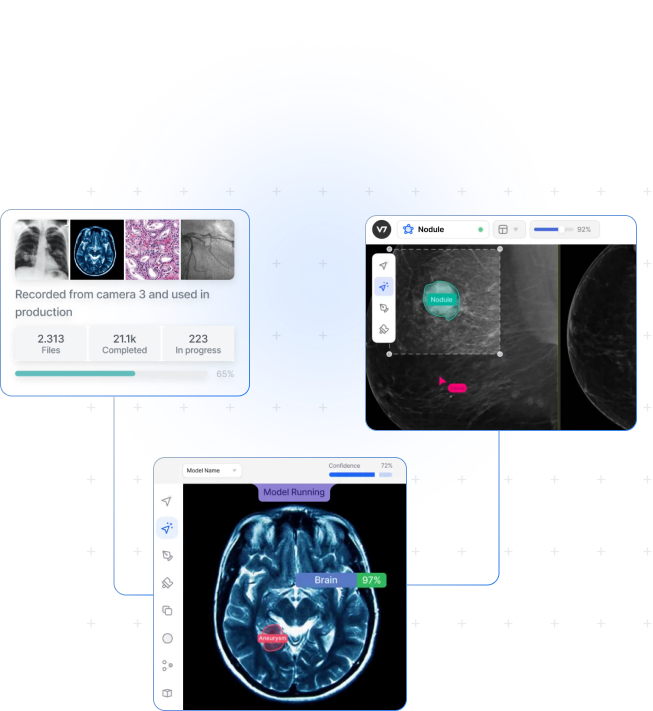 Recorded from camera 3 and used in
production
2.313
Files
21.1k
Completed
223
In progress
65%
V7
Nodule
92%
Nodule
Model Name
Confidence
72%
Model Running
Brain
97%
Aneurysm